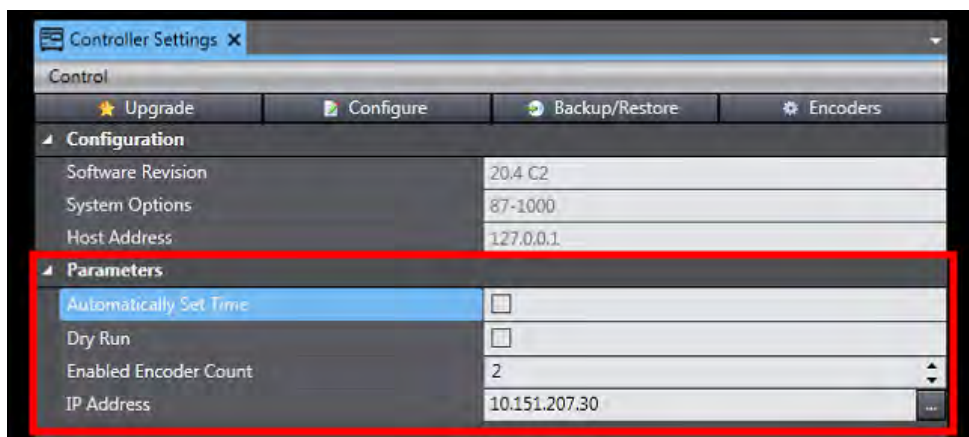 Controller Settings
Control
Upgrade Configure Backup/Restore Encoders
Configuration
Software Revision 20.4 C2
System Options 87-1000
Host Address 127.0.0.1
Parameters
Automatically Set Time
Dry Run
Enabled Encoder Count 2
IP Address 10.151.207.30 ...